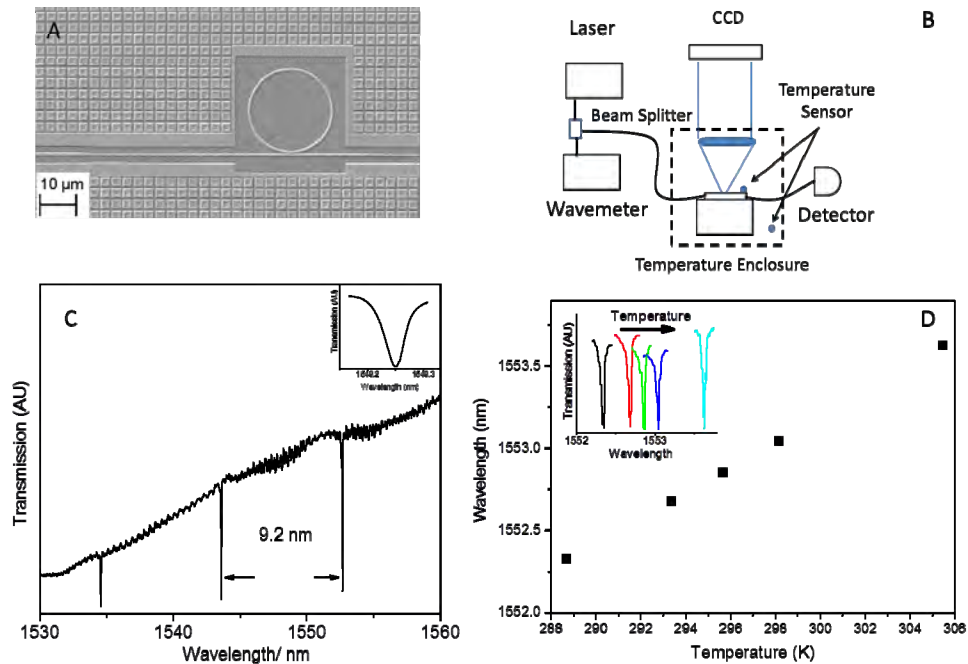 A
10 µm
B
CCD
Laser
Beam Splitter
Temperature
Sensor
Wavemeter
Detector
Temperature Enclosure
C
Transmission (AU)
1530
1540
1550
1560
Wavelength/ nm
9.2 nm
Transmission (AU)
Wavelength (nm)
D
Wavelength (nm)
1553.5
1553.0
1552.5
1552.0
288
290
292
294
296
298
300
302
304
306
Temperature (K)
Temperature
Transmission (AU)
1552
1553
Wavelength